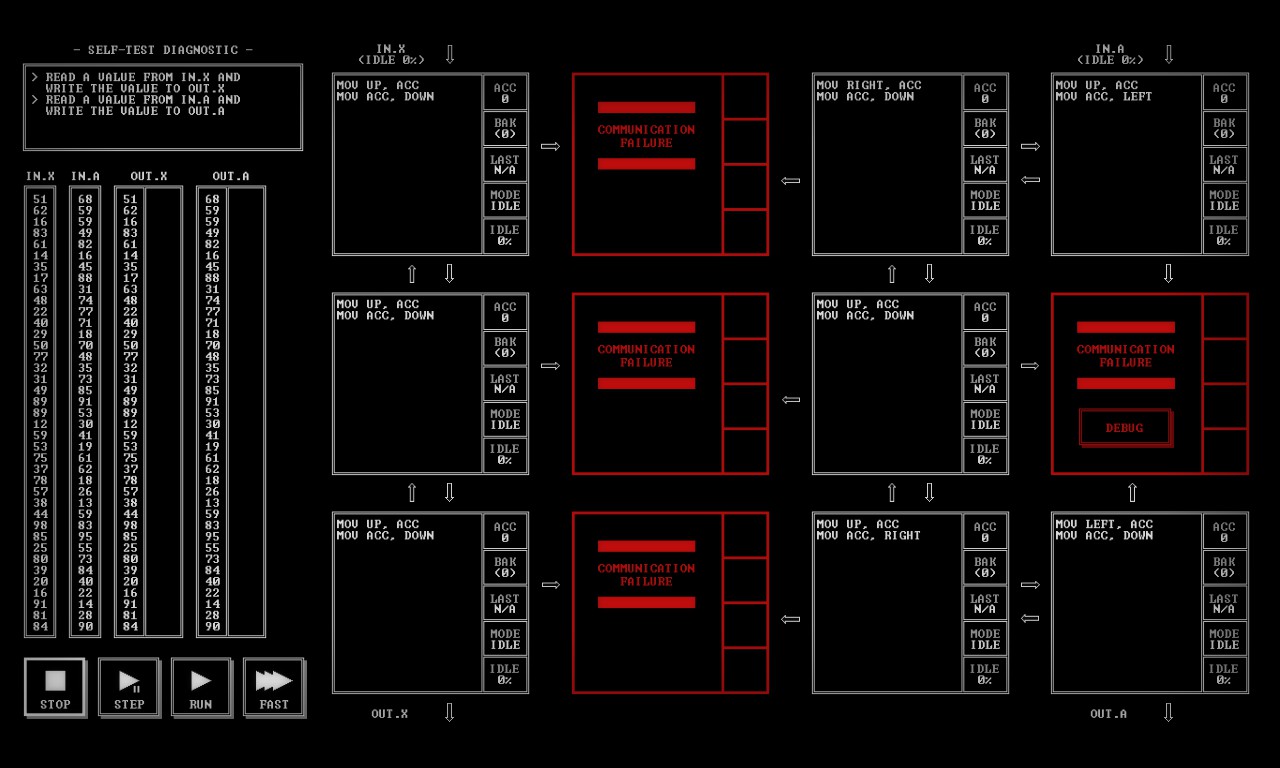 - SELF-TEST DIAGNOSTIC -
> READ A VALUE FROM IN.X AND
WRITE THE VALUE TO OUT.X
> READ A VALUE FROM IN.A AND
WRITE THE VALUE TO OUT.A
IN.X IN.A OUT.X OUT.A
51 68 51 68
62 59 62 59
16 59 16 59
83 49 83 49
61 82 61 82
14 16 14 16
35 45 35 45
17 88 17 88
63 31 63 31
48 74 48 74
22 77 22 77
40 71 40 71
29 18 29 18
50 70 50 70
77 48 77 48
32 35 32 35
31 73 31 73
49 85 49 85
89 91 89 91
89 53 89 53
12 30 12 30
59 41 59 41
53 19 53 19
75 61 75 61
37 62 37 62
78 18 78 18
57 26 57 26
38 13 38 13
44 59 44 59
98 83 98 83
85 95 85 95
25 55 25 55
80 73 80 73
39 84 39 84
20 40 20 40
16 22 16 22
91 14 91 14
81 28 81 28
84 90 84 90
STOP STEP RUN FAST
IN.X
(IDLE 0%)
IN.A
(IDLE 0%)
MOV UP, ACC
MOV ACC, DOWN
ACC
0
BAK
(0)
LAST
N/A
MODE
IDLE
IDLE
0%
COMMUNICATION
FAILURE
MOV RIGHT, ACC
MOV ACC, DOWN
ACC
0
BAK
(0)
LAST
N/A
MODE
IDLE
IDLE
0%
MOV UP, ACC
MOV ACC, LEFT
ACC
0
BAK
(0)
LAST
N/A
MODE
IDLE
IDLE
0%
MOV UP, ACC
MOV ACC, DOWN
ACC
0
BAK
(0)
LAST
N/A
MODE
IDLE
IDLE
0%
COMMUNICATION
FAILURE
MOV UP, ACC
MOV ACC, DOWN
ACC
0
BAK
(0)
LAST
N/A
MODE
IDLE
IDLE
0%
COMMUNICATION
FAILURE
DEBUG
MOV UP, ACC
MOV ACC, DOWN
ACC
0
BAK
(0)
LAST
N/A
MODE
IDLE
IDLE
0%
COMMUNICATION
FAILURE
MOV UP, ACC
MOV ACC, RIGHT
ACC
0
BAK
(0)
LAST
N/A
MODE
IDLE
IDLE
0%
MOV LEFT, ACC
MOV ACC, DOWN
ACC
0
BAK
(0)
LAST
N/A
MODE
IDLE
IDLE
0%
OUT.X
OUT.A